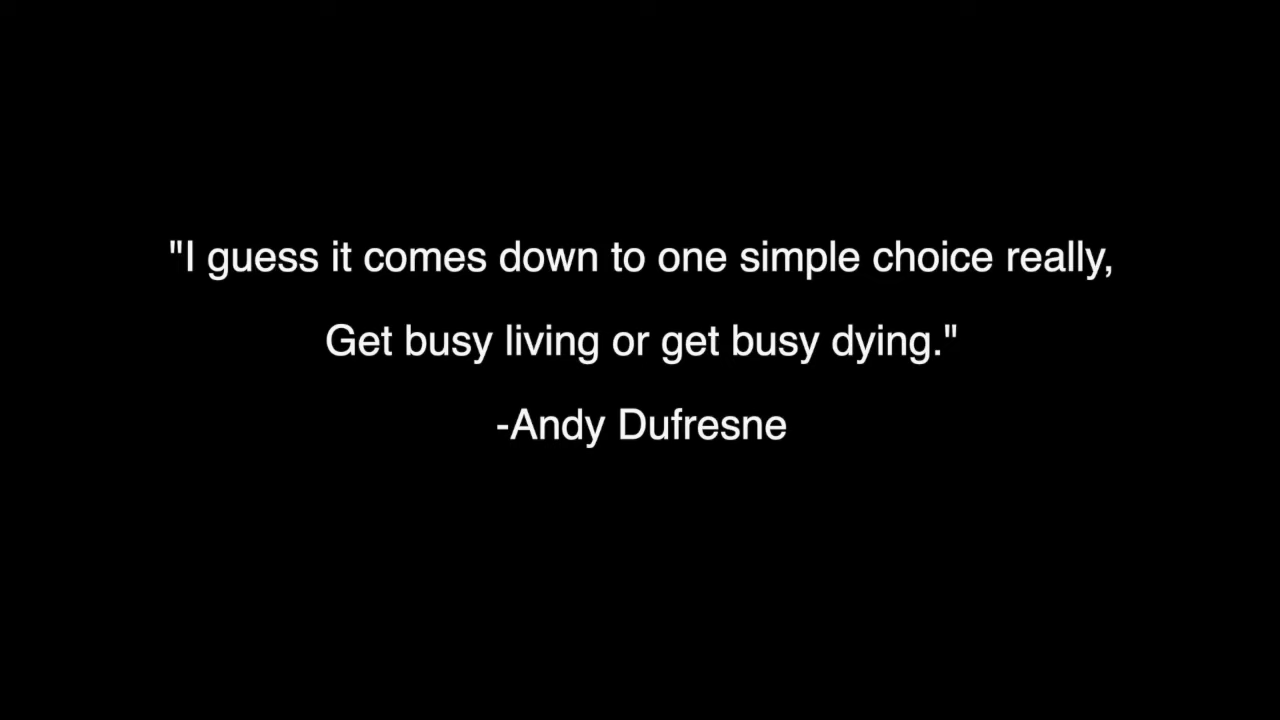 "I guess it comes down to one simple choice really,
Get busy living or get busy dying."
-Andy Dufresne